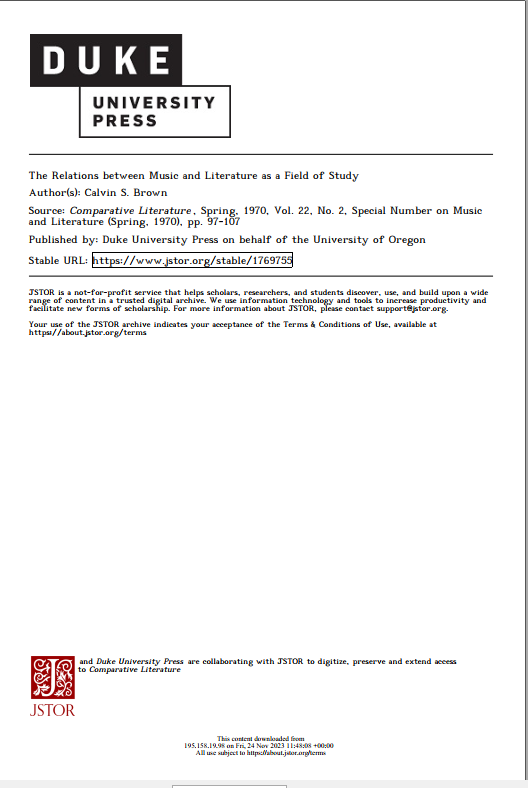 DUKE
UNIVERSITY
PRESS
The Relations between Music and Literature as a Field of Study
Author(s): Calvin S. Brown
Source: Comparative Literature, Spring, 1970, Vol. 22, No. 2, Special Number on Music
and Literature (Spring, 1970), pp. 97-107
Published by: Duke University Press on behalf of the University of Oregon
Stable URL: https://www.jstor.org/stable/1769755
JSTOR is a not-for-profit service that helps scholars, researchers, and students discover, use, and build upon a wide
range of content in a trusted digital archive. We use information technology and tools to increase productivity and
facilitate new forms of scholarship. For more information about JSTOR, please contact support@jstor.org.
Your use of the JSTOR archive indicates your acceptance of the Terms & Conditions of Use, available at
https://about.jstor.org/terms
and Duke University Press are collaborating with JSTOR to digitize, preserve and extend access
to Comparative Literature
JSTOR
This content downloaded from
195.158.19.98 on Fri, 24 Nov 2023 11:48:08 +00:00
All use subject to https://about.jstor.org/terms